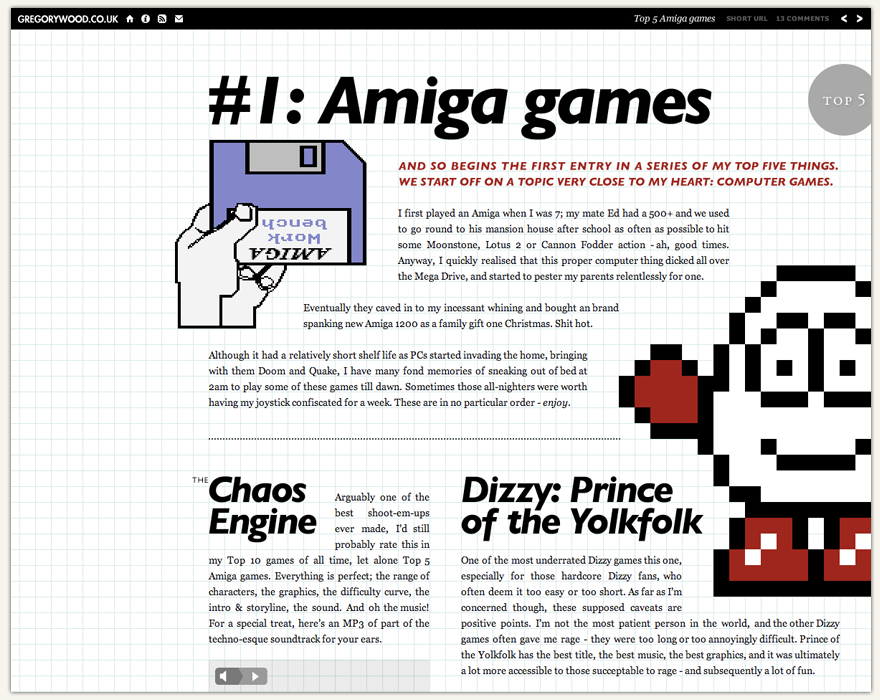 GREGORYWOOD.CO.UK
Top 5 Amiga games SHORT URL 13 COMMENTS
#1: Amiga games
TOP 5
AND SO BEGINS THE FIRST ENTRY IN A SERIES OF MY TOP FIVE THINGS.
WE START OFF ON A TOPIC VERY CLOSE TO MY HEART: COMPUTER GAMES.
AMIGA
Work
bench
I first played an Amiga when I was 7; my mate Ed had a 500+ and we used
to go round to his mansion house after school as often as possible to hit
some Moonstone, Lotus 2 or Cannon Fodder action - ah, good times.
Anyway, I quickly realised that this proper computer thing dicked all over
the Mega Drive, and started to pester my parents relentlessly for one.
Eventually they caved in to my incessant whining and bought an brand
spanking new Amiga 1200 as a family gift one Christmas. Shit hot.
Although it had a relatively short shelf life as PCs started invading the home, bringing
with them Doom and Quake, I have many fond memories of sneaking out of bed at
2am to play some of these games till dawn. Sometimes those all-nighters were worth
having my joystick confiscated for a week. These are in no particular order - enjoy.
THE Chaos
Engine
Arguably one of the
best shoot-em-ups
ever made, I'd still
probably rate this in
my Top 10 games of all time, let alone Top 5
Amiga games. Everything is perfect; the range of
characters, the graphics, the difficulty curve, the
intro & storyline, the sound. And oh the music!
For a special treat, here's an MP3 of part of the
techno-esque soundtrack for your ears.
Dizzy: Prince
of the Yolkfolk
One of the most underrated Dizzy games this one,
especially for those hardcore Dizzy fans, who
often deem it too easy or too short. As far as I'm
concerned though, these supposed caveats are
positive points. I'm not the most patient person in the world, and the other Dizzy
games often gave me rage - they were too long or too annoyingly difficult. Prince of
the Yolkfolk has the best title, the best music, the best graphics, and it was ultimately
a lot more accessible to those succeptable to rage - and subsequently a lot of fun.